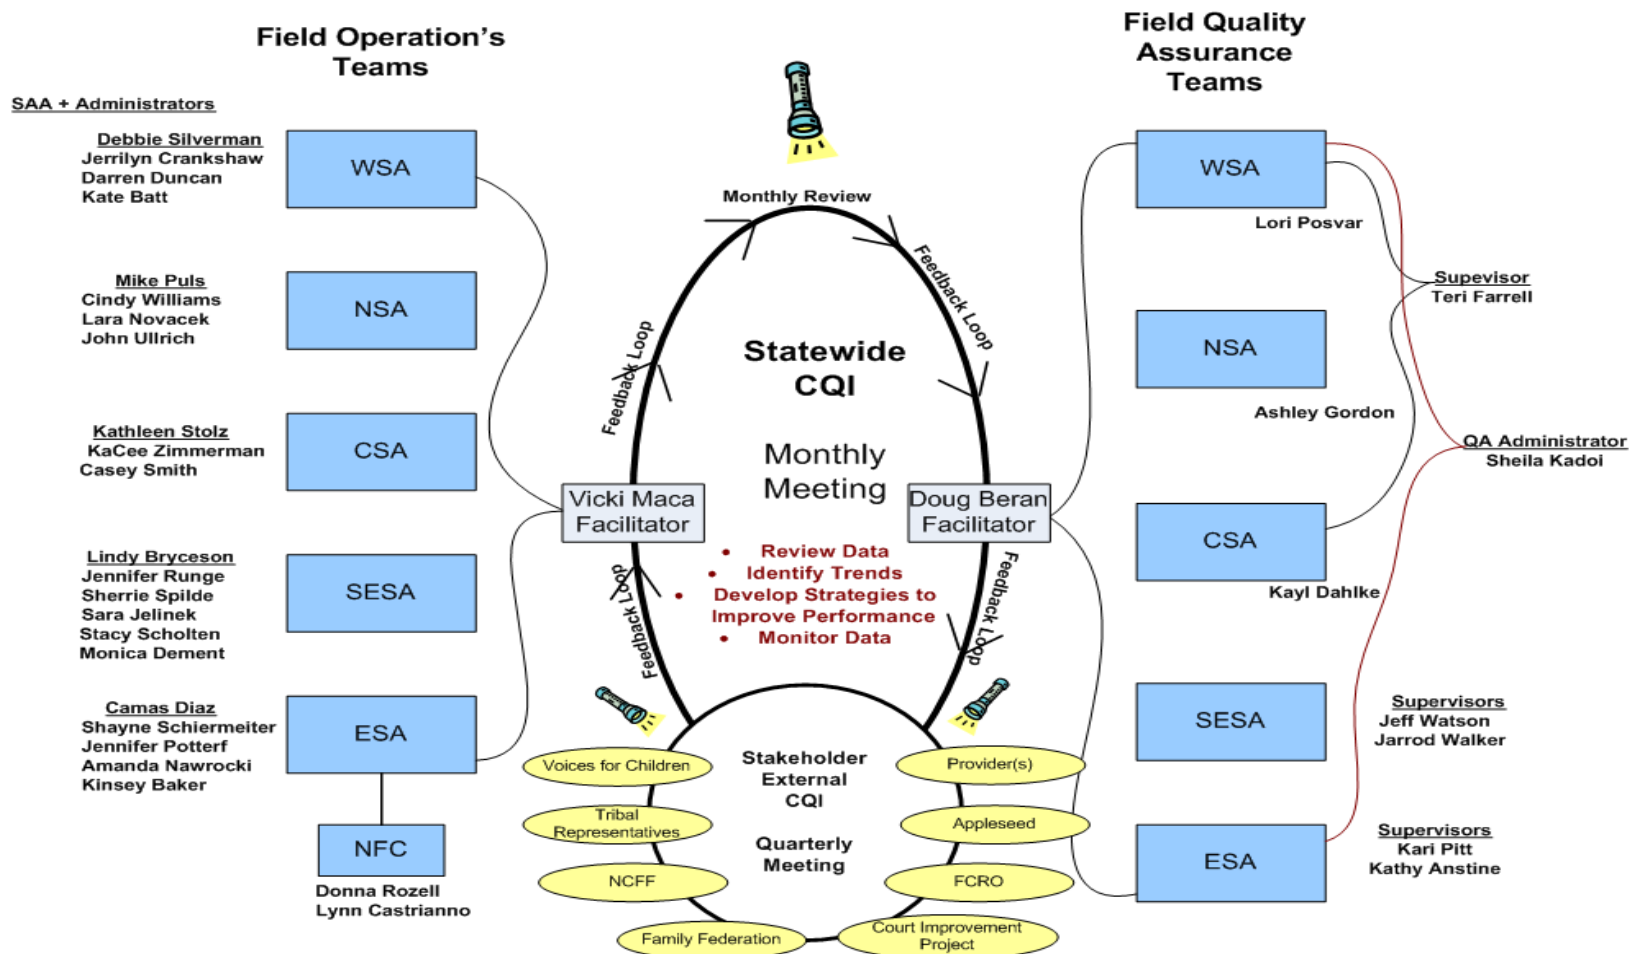 Field Operation's
Teams
SAA + Administrators
Debbie Silverman
Jerrilyn Crankshaw
Darren Duncan
Kate Batt
WSA
Mike Puls
Cindy Williams
Lara Novacek
John Ullrich
NSA
Kathleen Stolz
KaCee Zimmerman
Casey Smith
CSA
Lindy Bryceson
Jennifer Runge
Sherrie Spilde
Sara Jelinek
Stacy Scholten
Monica Dement
SESA
Camas Diaz
Shayne Schiermeiter
Jennifer Potterf
Amanda Nawrocki
Kinsey Baker
ESA
NFC
Donna Rozell
Lynn Castrianno
Monthly Review
Feedback Loop
Feedback Loop
Statewide
CQI
Monthly
Meeting
Vicki Maca
Facilitator
Doug Beran
Facilitator
• Review Data
• Identify Trends
• Develop Strategies to
Improve Performance
• Monitor Data
Feedback Loop
Feedback Loop
Stakeholder
External
CQI
Quarterly
Meeting
Voices for Children
Tribal
Representatives
NCFF
Family Federation
Provider(s)
Appleseed
FCRO
Court Improvement
Project
Field Quality
Assurance
Teams
WSA
Lori Posvar
Supevisor
Teri Farrell
NSA
Ashley Gordon
QA Administrator
Sheila Kadoi
CSA
Kayl Dahlke
SESA
Supervisors
Jeff Watson
Jarrod Walker
ESA
Supervisors
Kari Pitt
Kathy Anstine